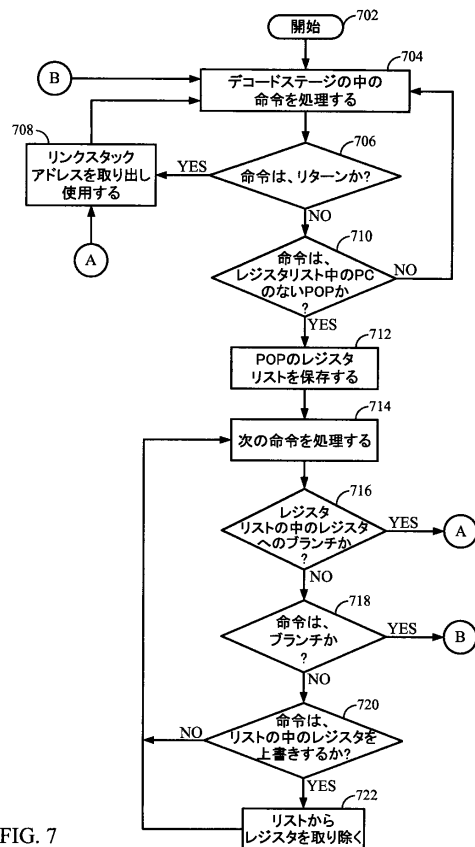 開始
702
B
704
デコードステージの中の
命令を処理する
708
リンクスタック
アドレスを取り出し
使用する
YES
706
命令は、リターンか?
NO
A
710
命令は、
レジスタリスト中のPC
のないPOPか
?
NO
YES
712
POPのレジスタ
リストを保存する
714
次の命令を処理する
716
レジスタ
リストの中のレジスタ
へのブランチか
?
YES
A
NO
718
命令は、
ブランチか
?
YES
B
NO
720
命令は、
リストの中のレジスタを
上書きするか?
NO
YES
722
リストから
レジスタを取り除く
FIG. 7